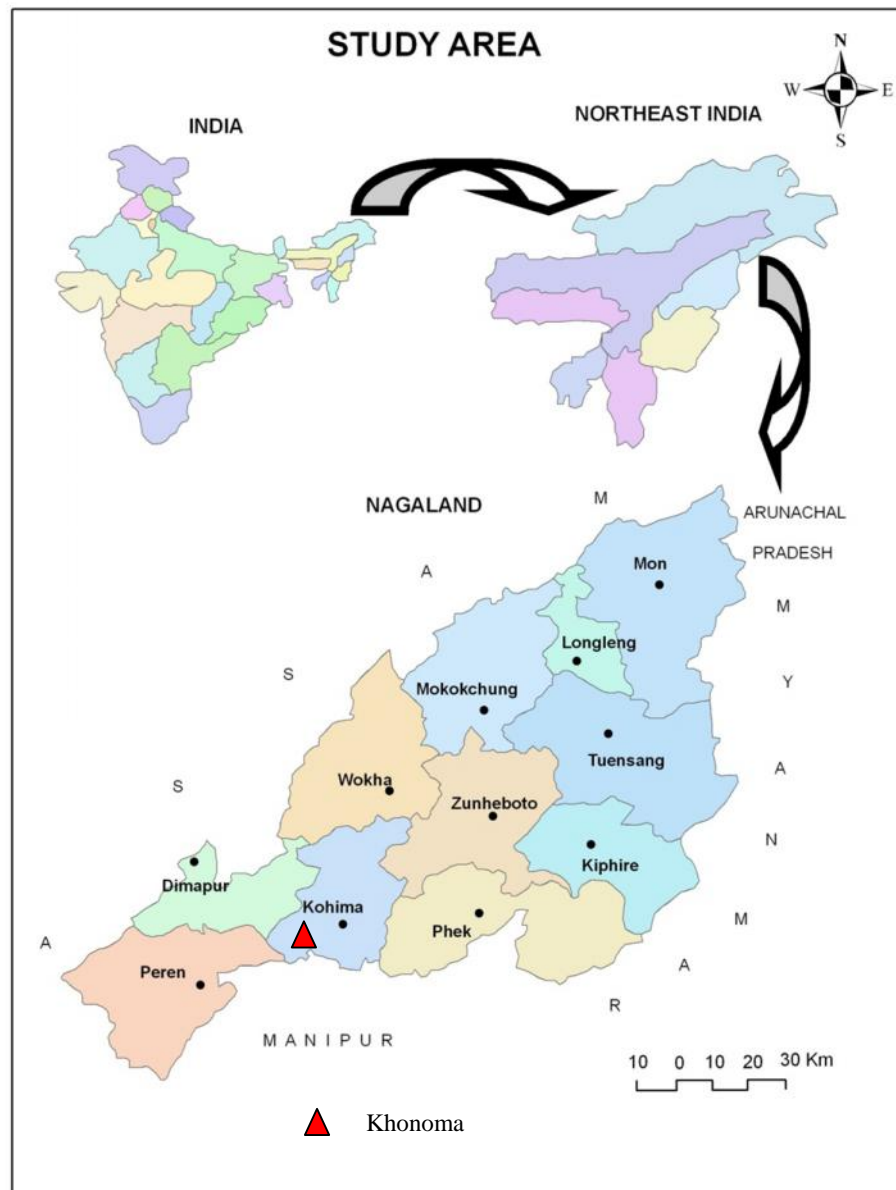 STUDY AREA
N
W E
S
INDIA
NORTHEAST INDIA
NAGALAND
ARUNACHAL
PRADESH
A S S A M
M Y A N M A R
Mon
Longleng
Mokokchung
Tuensang
Wokha
Zunheboto
Kiphire
Dimapur
Kohima
Phek
Peren
MANIPUR
10 0 10 20 30 Km
Khonoma